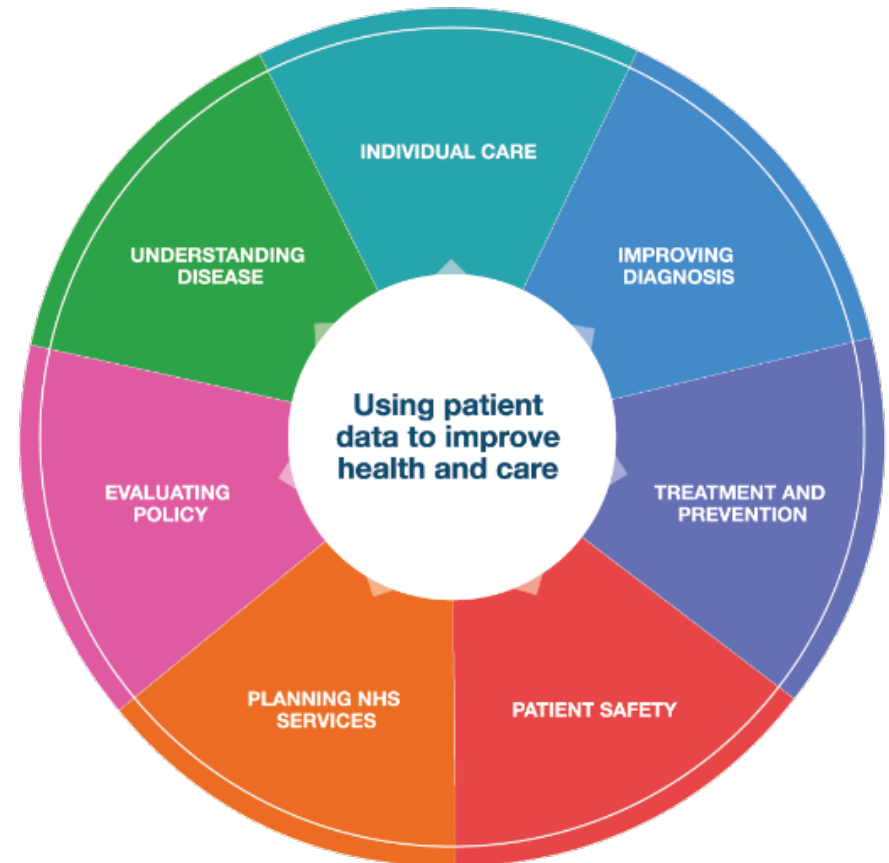 INDIVIDUAL CARE
IMPROVING
DIAGNOSIS
TREATMENT AND
PREVENTION
PATIENT SAFETY
PLANNING NHS
SERVICES
EVALUATING
POLICY
UNDERSTANDING
DISEASE
Using patient
data to improve
health and care